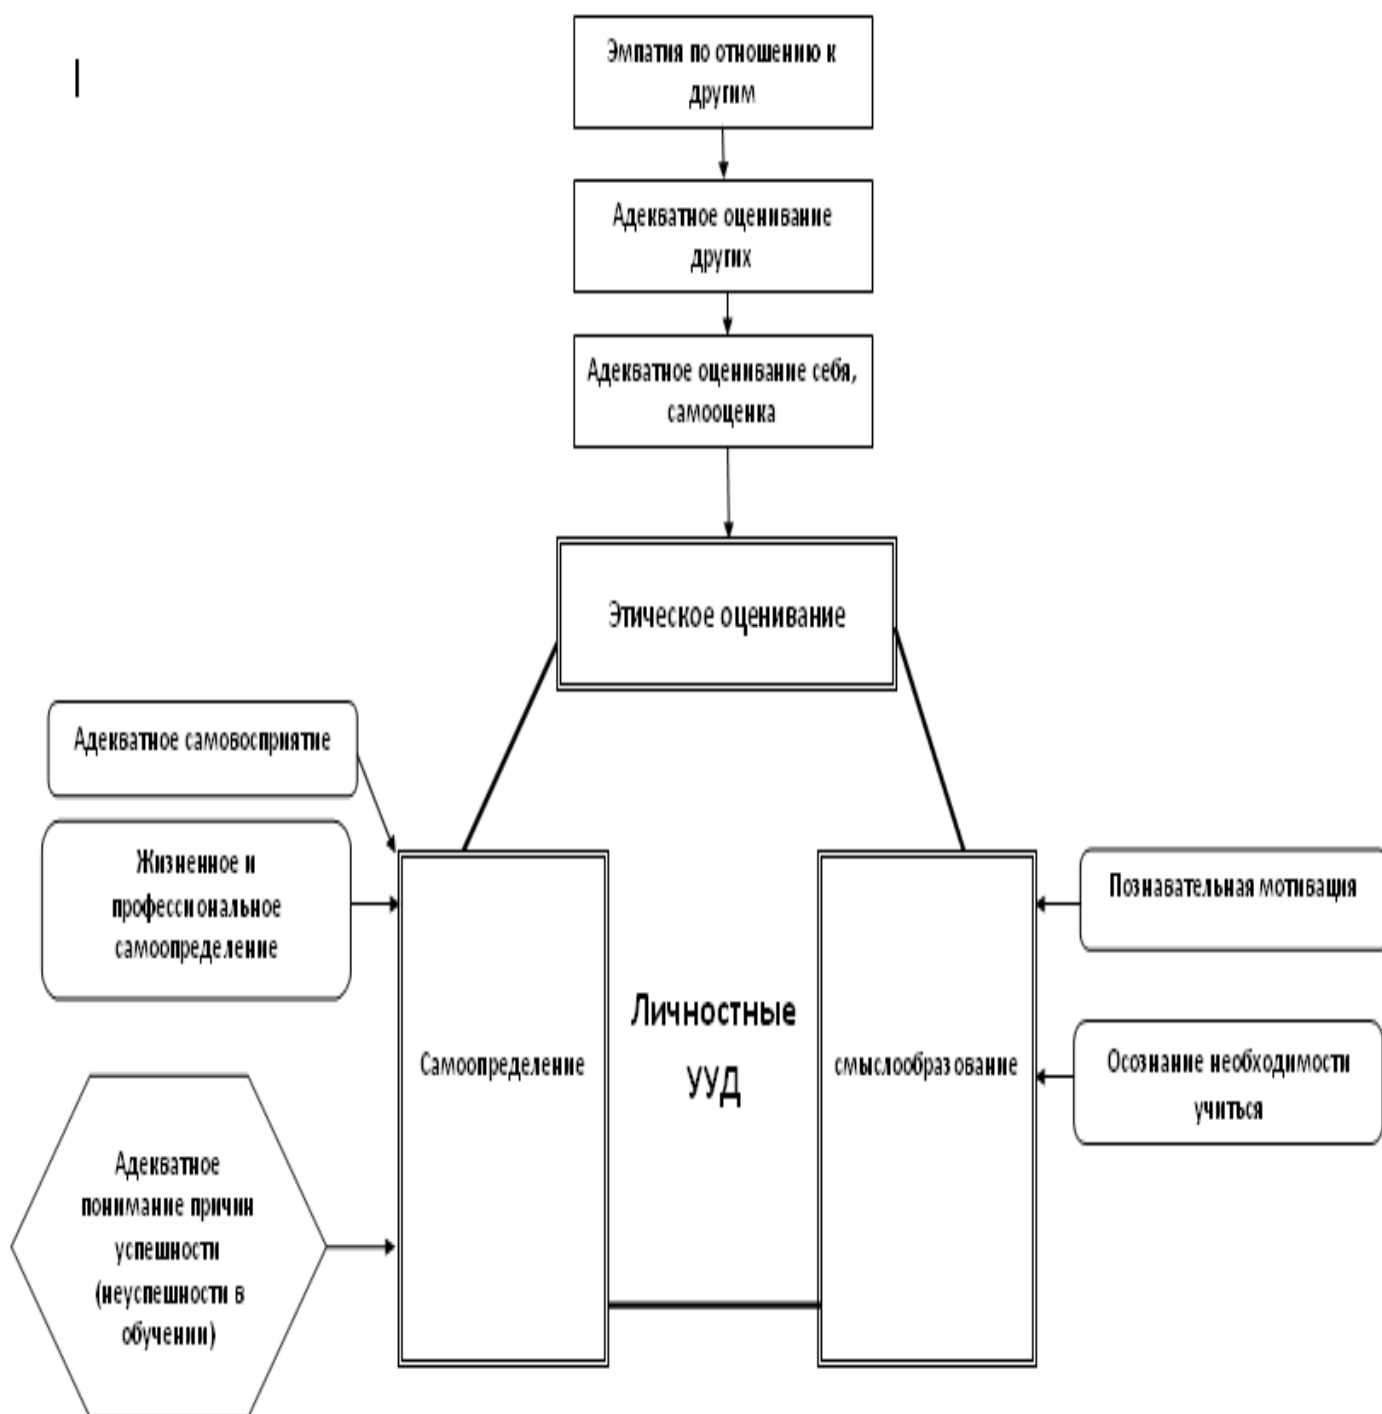 Эмпатия по отношению к
другим
Адекватное оценивание
других
Адекватное оценивание себя,
самооценка
Этическое оценивание
Адекватное самовосприятие
Жизненное и
профессиональное
самоопределение
Адекватное
понимание причин
успешности
(неуспешности в
обучении)
Самоопределение
Личностные
УУД
смыслообразование
Познавательная мотивация
Осознание необходимости
учиться